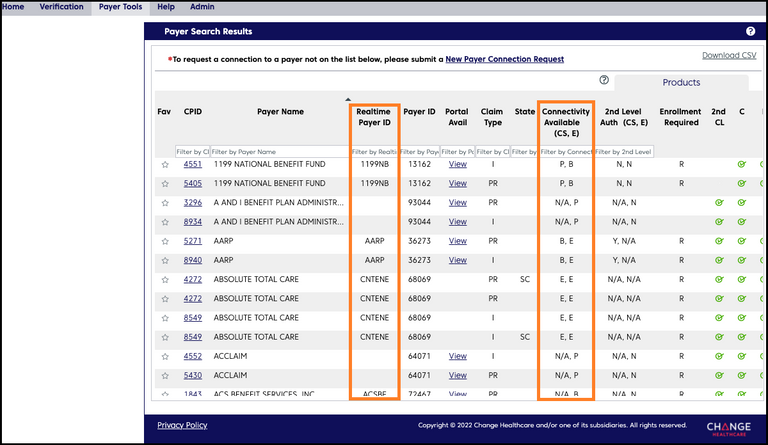 Home Verification Payer Tools Help Admin
Payer Search Results ?
*To request a connection to a payer not on the list below, please submit a New Payer Connection Request
Download CSV
? Products
Fav CPID Payer Name Realtime Payer ID Payer ID Portal Avail Claim Type State Connectivity Available (CS, E) 2nd Level Auth (CS, E) Enrollment Required 2nd CL C
Filter by Cl Filter by Payer Name Filter by Realti Filter by Pay Filter by Po Filter by Cl Filter by Filter by Connect Filter by 2nd Level
4551 1199 NATIONAL BENEFIT FUND 1199NB 13162 View I P, B N, N R
5405 1199 NATIONAL BENEFIT FUND 1199NB 13162 View PR P, B N, N R
3296 A AND I BENEFIT PLAN ADMINISTR... 93044 View PR N/A, P N/A, N
8934 A AND I BENEFIT PLAN ADMINISTR... 93044 View I N/A, P N/A, N
5271 AARP AARP 36273 View PR B, E Y, N/A R
8940 AARP AARP 36273 View I B, E Y, N/A R
4272 ABSOLUTE TOTAL CARE CNTENE 68069 PR SC E, E N/A, N/A R
4272 ABSOLUTE TOTAL CARE CNTENE 68069 PR E, E N/A, N/A R
8549 ABSOLUTE TOTAL CARE CNTENE 68069 I E, E N/A, N/A R
8549 ABSOLUTE TOTAL CARE CNTENE 68069 I SC E, E N/A, N/A R
4552 ACCLAIM 64071 View I N/A, P N/A, N
5430 ACCLAIM 64071 View PR N/A, P N/A, N
1843 ACS BENEFIT SERVICES, INC ACSBE 72467 View PR N/A, B N/A, N R
Privacy Policy Copyright © 2022 Change Healthcare and/or one of its subsidiaries. All rights reserved. CHANGE
HEALTHCARE